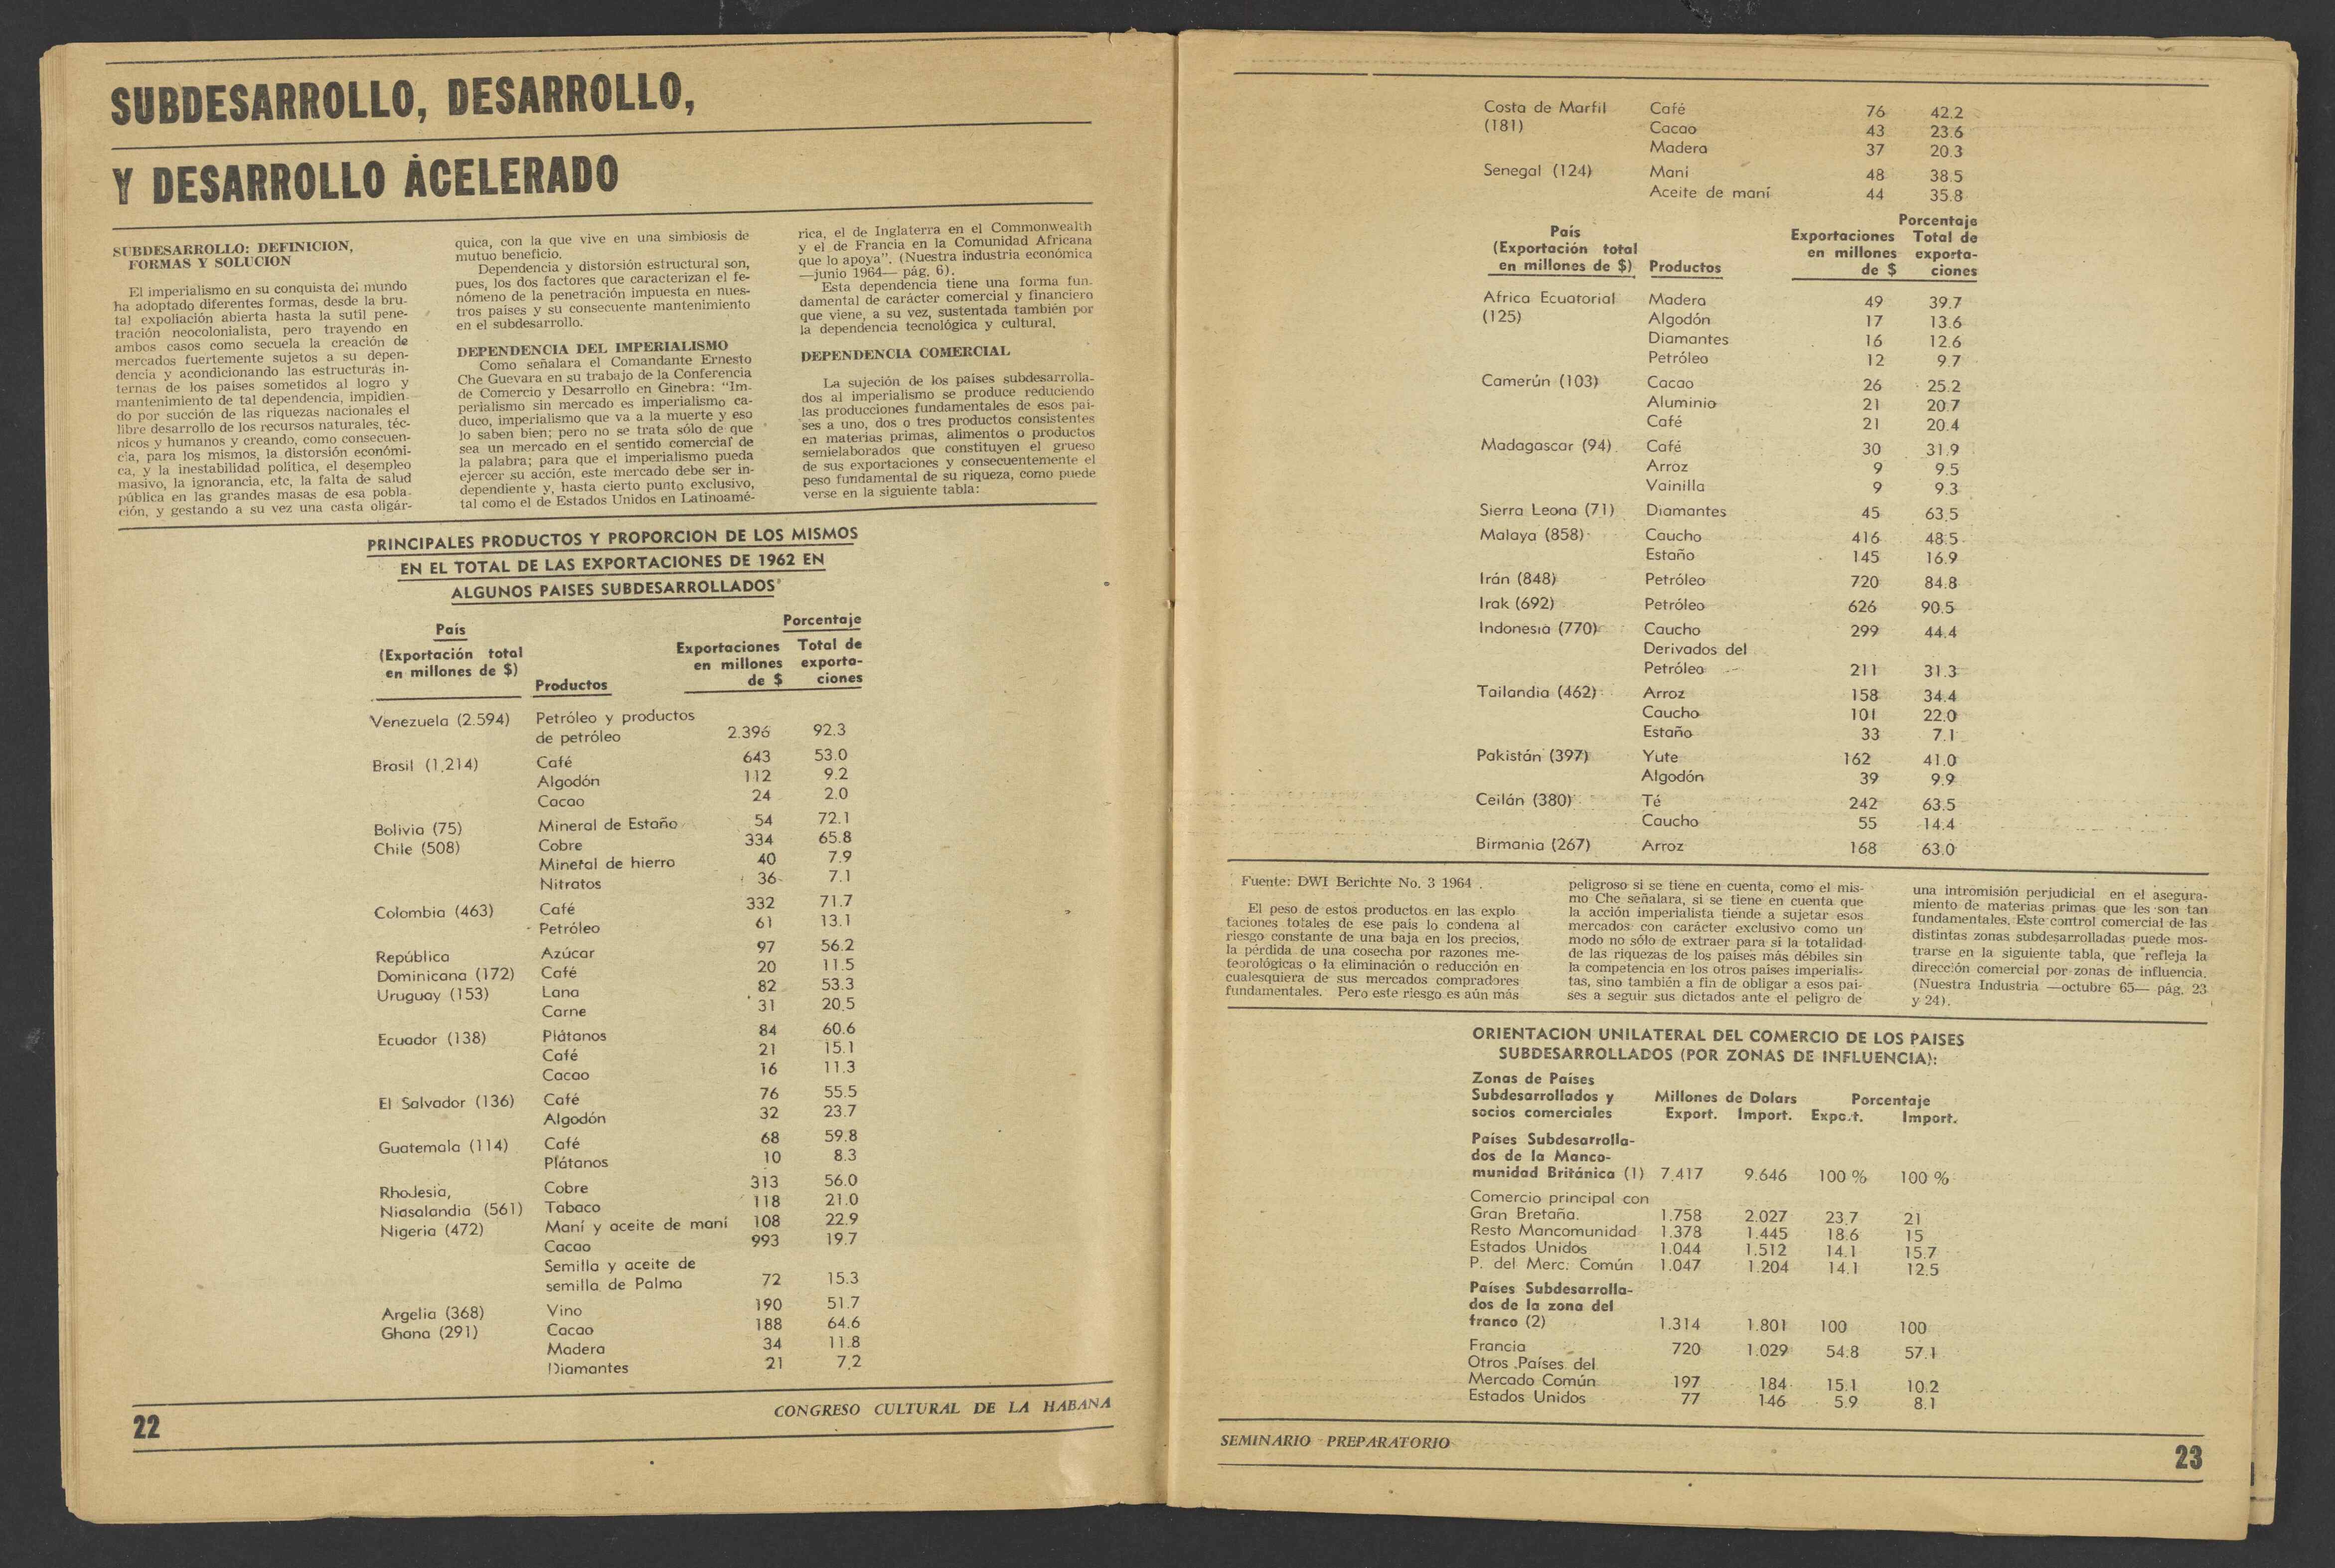 SUBDESARROLLO, DESARROLLO,
Y DESARROLLO ACELERADO
SUBDESARROLLO: DEFINICION,
FORMAS Y SOLUCION
El imperialismo en su conquista del mundo
ha adoptado diferentes formas, desde la bru-
tal expoliación abierta hasta la sutil pene-
tración neocolonialista, pero trayendo en
ambos casos como secuela la creación de
mercados fuertemente sujetos a su depen-
dencia y acondicionando las estructuras in-
ternas de los países sometidos al logro y
mantenimiento de tal dependencia, impidien-
do por succión de las riquezas nacionales el
libre desarrollo de los recursos naturales, téc-
nicos y humanos y creando, como consecuen-
cia, para los mismos, la distorsión económi-
ca, y la inestabilidad política, el desempleo
masivo, la ignorancia, etc, la falta de salud
pública en las grandes masas de esa pobla-
ción, y gestando a su vez una casta oligár-
quica, con la que vive en una simbiosis de
mutuo beneficio.
Dependencia y distorsión estructural son,
pues, los dos factores que caracterizan el fe-
nómeno de la penetración impuesta en nues-
tros países y su consecuente mantenimiento
en el subdesarrollo.
DEPENDENCIA DEL IMPERIALISMO
Como señalara el Comandante Ernesto
Che Guevara en su trabajo de la Conferencia
de Comercio y Desarrollo en Ginebra: "Im-
perialismo sin mercado es imperialismo ca-
duco, imperialismo que va a la muerte y eso
lo saben bien; pero no se trata sólo de que
sea un mercado en el sentido comercial de
la palabra; para que el imperialismo pueda
ejercer su acción, este mercado debe ser in-
dependiente y, hasta cierto punto exclusivo,
tal como el de Estados Unidos en Latinoamé-
rica, el de Inglaterra en el Commonwealth
y el de Francia en la Comunidad Africana
que lo apoya". (Nuestra industria económica
—junio 1964— pág. 6).
Esta dependencia tiene una forma fun-
damental de carácter comercial y financiero
que viene, a su vez, sustentada también por
la dependencia tecnológica y cultural.
DEPENDENCIA COMERCIAL
La sujeción de los países subdesarrolla-
dos al imperialismo se produce reduciendo
las producciones fundamentales de esos paí-
ses a uno, dos o tres productos consistentes
en materias primas, alimentos o productos
semielaborados que constituyen el grueso
de sus exportaciones y consecuentemente el
peso fundamental de su riqueza, como puede
verse en la siguiente tabla:
PRINCIPALES PRODUCTOS Y PROPORCION DE LOS MISMOS
EN EL TOTAL DE LAS EXPORTACIONES DE 1962 EN
ALGUNOS PAISES SUBDESARROLLADOS
Porcentaje
País
(Exportación total Exportaciones Total de
en millones de $) en millones exporta-
Productos de $ ciones
Venezuela (2.594) Petróleo y productos
de petróleo 2.396 92.3
Brasil (1,214) Café 643 53.0
Algodón 112 9.2
Cacao 24 2.0
Bolivia (75) Mineral de Estaño 54 72.1
Chile (508) Cobre 334 65.8
Mineral de hierro 40 7.9
Nitratos 36 7.1
Colombia (463) Café 332 71.7
Petróleo 61 13.1
República Azúcar 97 56.2
Dominicana (172) Café 20 11.5
Uruguay (153) Lana 82 53.3
Carne 31 20.5
Ecuador (138) Plátanos 84 60.6
Café 21 15.1
Cacao 16 11.3
El Salvador (136) Café 76 55.5
Algodón 32 23.7
Guatemala (114) Café 68 59.8
Plátanos 10 8.3
Rhodesia, Cobre 313 56.0
Niasalandia (561) Tabaco 118 21.0
Nigeria (472) Maní y aceite de maní 108 22.9
Cacao 993 19.7
Semilla y aceite de
semilla de Palma 72 15.3
Argelia (368) Vino 190 51.7
Ghana (291) Cacao 188 64.6
Madera 34 11.8
Diamantes 21 7.2
22
CONGRESO CULTURAL DE LA HABANA
Costa de Marfil Café 76 42.2
(181) Cacao 43 23.6
Madera 37 20.3
Senegal (124) Maní 48 38.5
Aceite de maní 44 35.8
Porcentaje
País Exportaciones Total de
(Exportación total en millones exporta-
en millones de $) Productos de $ ciones
Africa Ecuatorial Madera 49 39.7
(125) Algodón 17 13.6
Diamantes 16 12.6
Petróleo 12 9.7
Camerún (103) Cacao 26 25.2
Aluminio 21 20.7
Café 21 20.4
Madagascar (94) Café 30 31.9
Arroz 9 9.5
Vainilla 9 9.3
Sierra Leona (71) Diamantes 45 63.5
Malaya (858) Caucho 416 48.5
Estaño 145 16.9
Irán (848) Petróleo 720 84.8
Irak (692) Petróleo 626 90.5
Indonesia (770) Caucho 299 44.4
Derivados del
Petróleo 211 31.3
Tailandia (462) Arroz 158 34.4
Caucho 101 22.0
Estaño 33 7.1
Pakistán (397) Yute 162 41.0
Algodón 39 9.9
Ceilán (380) Té 242 63.5
Caucho 55 14.4
Birmania (267) Arroz 168 63.0
Fuente: DWI Berichte No. 3 1964 .
El peso de estos productos en las explo
taciones totales de ese país lo condena al
riesgo constante de una baja en los precios,
la pérdida de una cosecha por razones me-
teorológicas o la eliminación o reducción en
cualesquiera de sus mercados compradores
fundamentales. Pero este riesgo es aún más
peligroso si se tiene en cuenta, como el mis-
mo Che señalara, si se tiene en cuenta que
la acción imperialista tiende a sujetar esos
mercados con carácter exclusivo como un
modo no sólo de extraer para sí la totalidad
de las riquezas de los países más débiles sin
la competencia en los otros países imperialis-
tas, sino también a fin de obligar a esos paí-
ses a seguir sus dictados ante el peligro de
una intromisión perjudicial en el asegura-
miento de materias primas que les son tan
fundamentales. Este control comercial de las
distintas zonas subdesarrolladas puede mos-
trarse en la siguiente tabla, que refleja la
dirección comercial por zonas de influencia.
(Nuestra Industria —octubre 65— pág. 23
y 24).
ORIENTACION UNILATERAL DEL COMERCIO DE LOS PAISES
SUBDESARROLLADOS (POR ZONAS DE INFLUENCIA):
Zonas de Países
Subdesarrollados y Millones de Dolars Porcentaje
socios comerciales Export. Import. Export. Import.
Países Subdesarrolla-
dos de la Manco-
munidad Británica (1) 7.417 9.646 100 % 100 %
Comercio principal con
Gran Bretaña. 1.758 2.027 23.7 21
Resto Mancomunidad 1.378 1.445 18.6 15
Estados Unidos 1.044 1.512 14.1 15.7
P. del Merc. Común 1.047 1.204 14.1 12.5
Países Subdesarrolla-
dos de la zona del
franco (2) 1.314 1.801 100 100
Francia 720 1.029 54.8 57.1
Otros Países del
Mercado Común 197 184 15.1 10.2
Estados Unidos 77 146 5.9 8.1
SEMINARIO PREPARATORIO
23